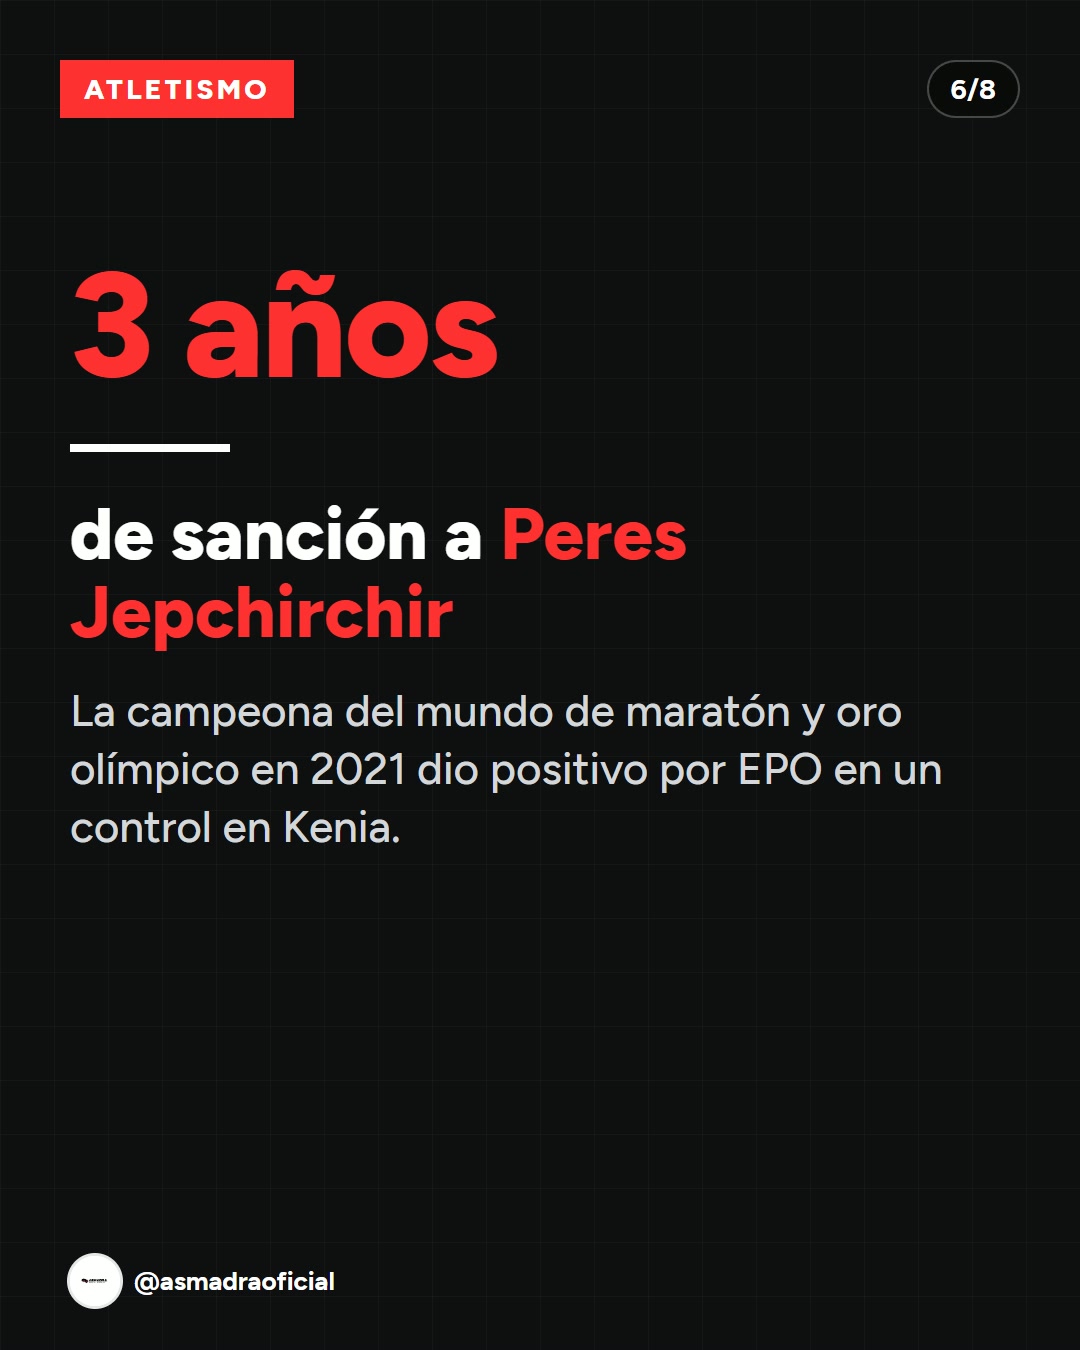 ATLETISMO
6/8
3 años
de sanción a Peres
Jepchirchir
La campeona del mundo de maratón y oro
olímpico en 2021 dio positivo por EPO en un
control en Kenia.
@asmadraoficial